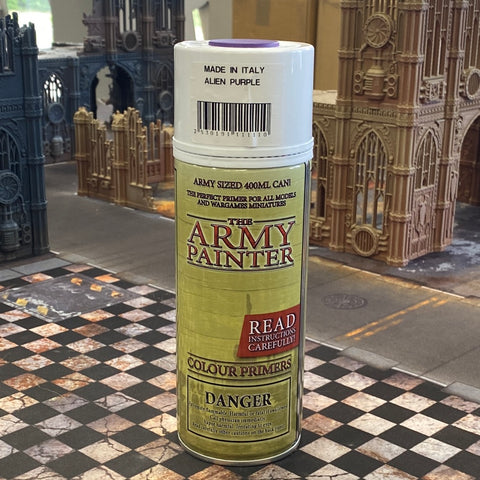 MADE IN ITALY
ALIEN PURPLE
ARMY SIZED 400ML CAN!
THE PERFECT PRIMER FOR ALL MODELS
AND WARGAMES MINIATURES
THE
ARMY
PAINTER
READ
INSTRUCTIONS
CAREFULLY!
COLOUR PRIMERS
DANGER